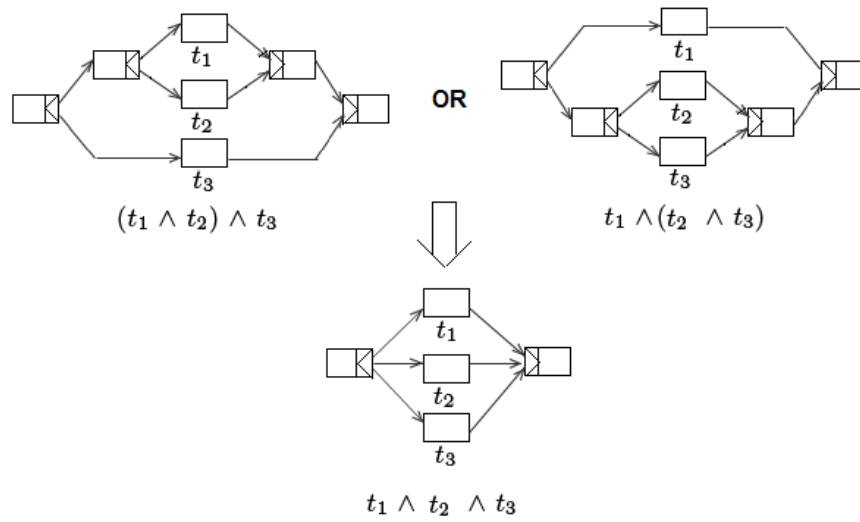 t₁
t₂
t₃
(t₁ ∧ t₂) ∧ t₃
OR
t₁
t₂
t₃
t₁ ∧ (t₂ ∧ t₃)
t₁
t₂
t₃
t₁ ∧ t₂ ∧ t₃